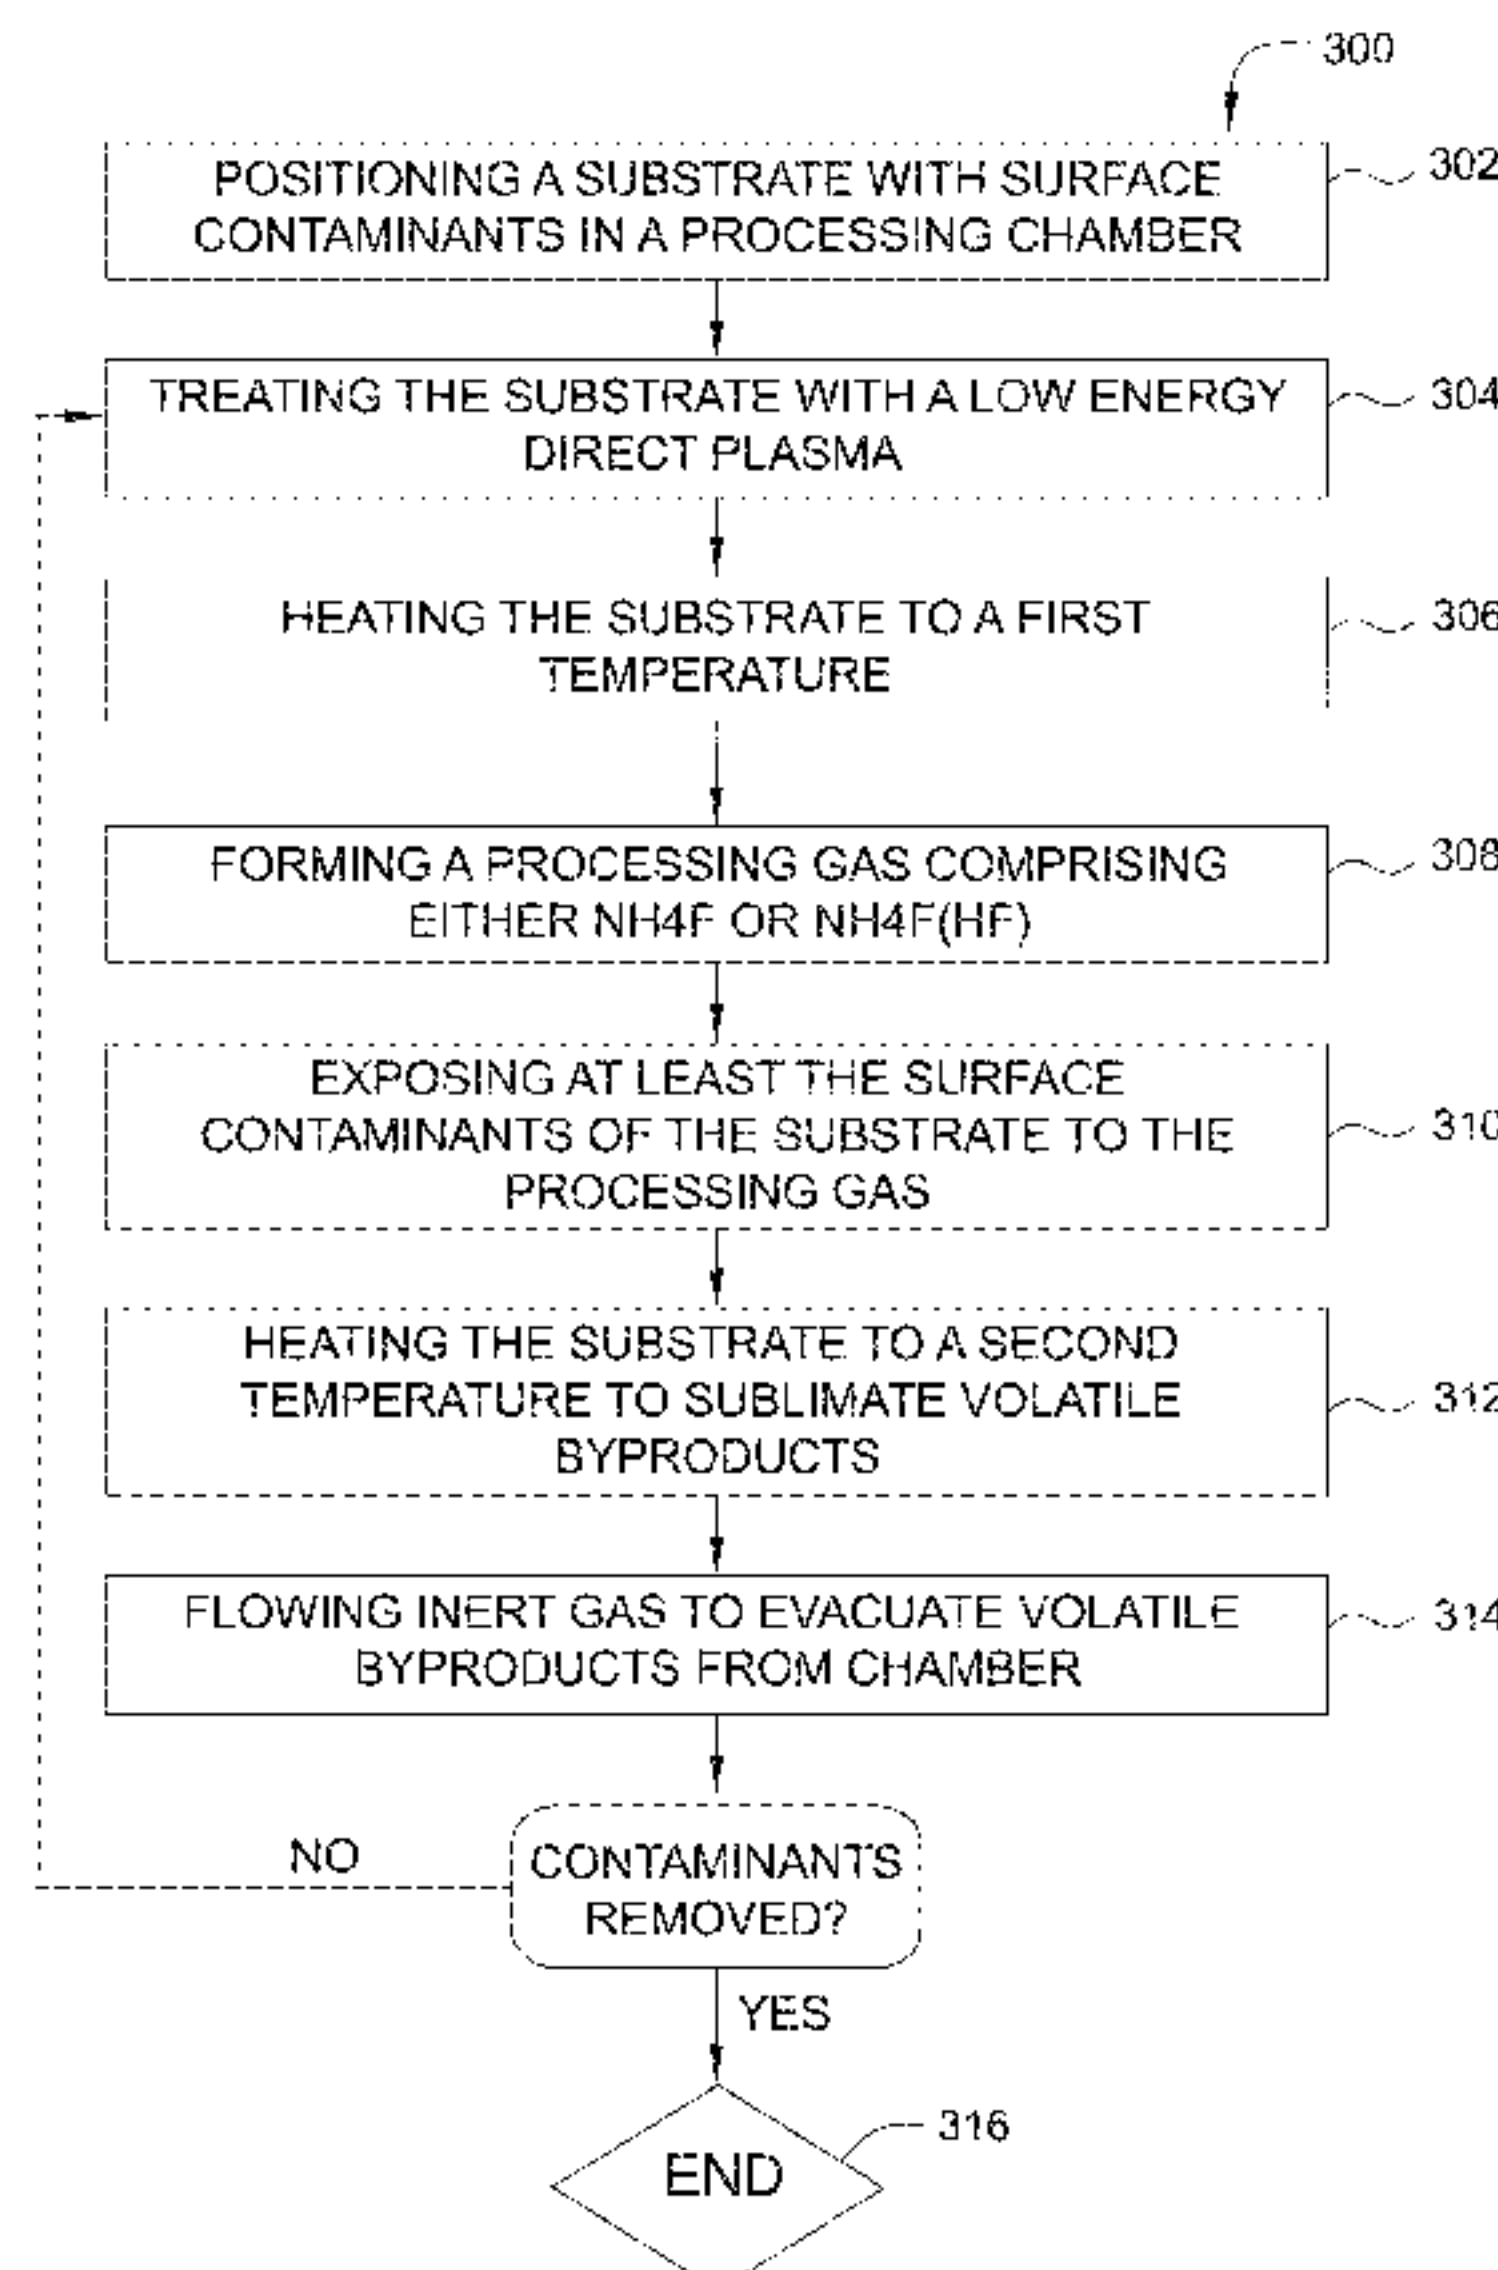 300
POSITIONING A SUBSTRATE WITH SURFACE
CONTAMINANTS IN A PROCESSING CHAMBER
302
TREATING THE SUBSTRATE WITH A LOW ENERGY
DIRECT PLASMA
304
HEATING THE SUBSTRATE TO A FIRST
TEMPERATURE
306
FORMING A PROCESSING GAS COMPRISING
EITHER NH4F OR NH4F(HF)
308
EXPOSING AT LEAST THE SURFACE
CONTAMINANTS OF THE SUBSTRATE TO THE
PROCESSING GAS
310
HEATING THE SUBSTRATE TO A SECOND
TEMPERATURE TO SUBLIMATE VOLATILE
BYPRODUCTS
312
FLOWING INERT GAS TO EVACUATE VOLATILE
BYPRODUCTS FROM CHAMBER
314
NO
CONTAMINANTS
REMOVED?
YES
END
316